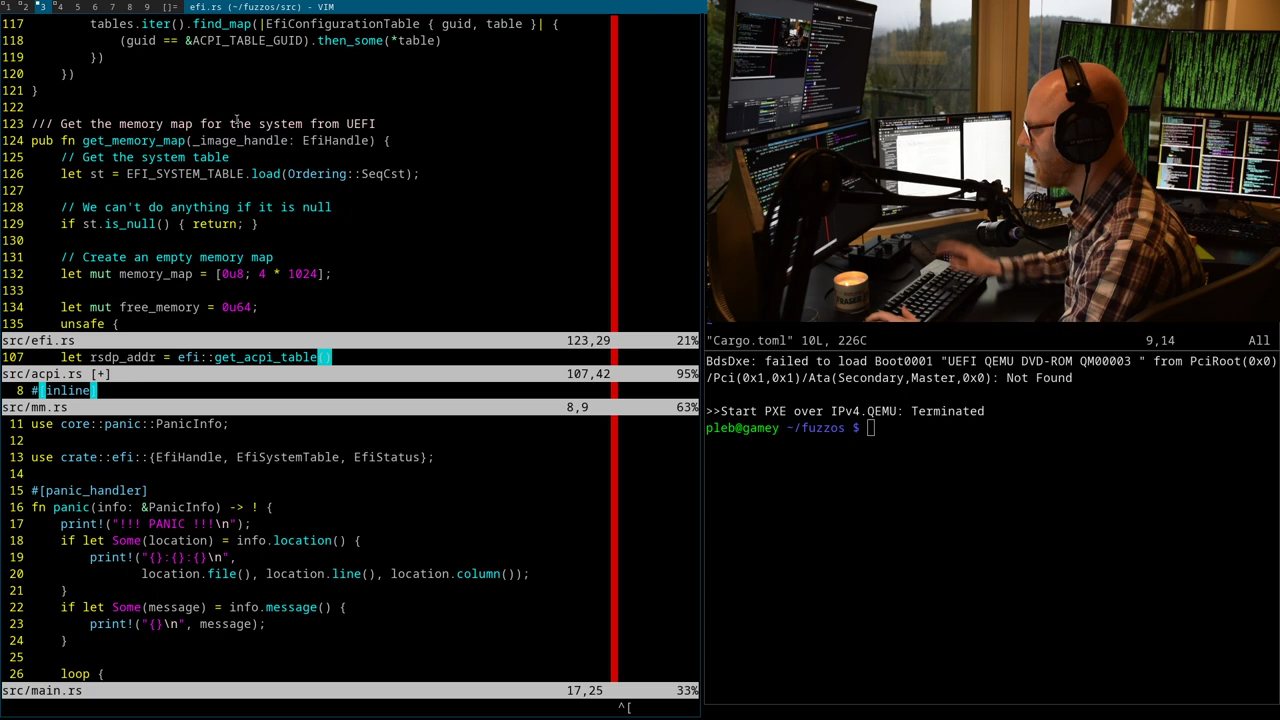 1 2 3 4 5 6 7 8 9 []= efi.rs (~/fuzzos/src) - VIM
117         tables.iter().find_map(|EfiConfigurationTable { guid, table }| {
118             (guid == &ACPI_TABLE_GUID).then_some(*table)
119         })
120     })
121 }
122
123 /// Get the memory map for the system from UEFI
124 pub fn get_memory_map(_image_handle: EfiHandle) {
125     // Get the system table
126     let st = EFI_SYSTEM_TABLE.load(Ordering::SeqCst);
127
128     // We can't do anything if it is null
129     if st.is_null() { return; }
130
131     // Create an empty memory map
132     let mut memory_map = [0u8; 4 * 1024];
133
134     let mut free_memory = 0u64;
135     unsafe {
src/efi.rs 123,29 21%
107     let rsdp_addr = efi::get_acpi_table()
src/acpi.rs [+] 107,42 95%
8 #[inline]
src/mm.rs 8,9 63%
11 use core::panic::PanicInfo;
12
13 use crate::efi::{EfiHandle, EfiSystemTable, EfiStatus};
14
15 #[panic_handler]
16 fn panic(info: &PanicInfo) -> ! {
17     print!("!!! PANIC !!!\n");
18     if let Some(location) = info.location() {
19         print!("{}:{}:{}\n",
20                location.file(), location.line(), location.column());
21     }
22     if let Some(message) = info.message() {
23         print!("{}\n", message);
24     }
25
26     loop {
src/main.rs 17,25 33%
^[
~
"Cargo.toml" 10L, 226C 9,14 All
BdsDxe: failed to load Boot0001 "UEFI QEMU DVD-ROM QM00003 " from PciRoot(0x0)
/Pci(0x1,0x1)/Ata(Secondary,Master,0x0): Not Found
>>Start PXE over IPv4.QEMU: Terminated
pleb@gamey ~/fuzzos $